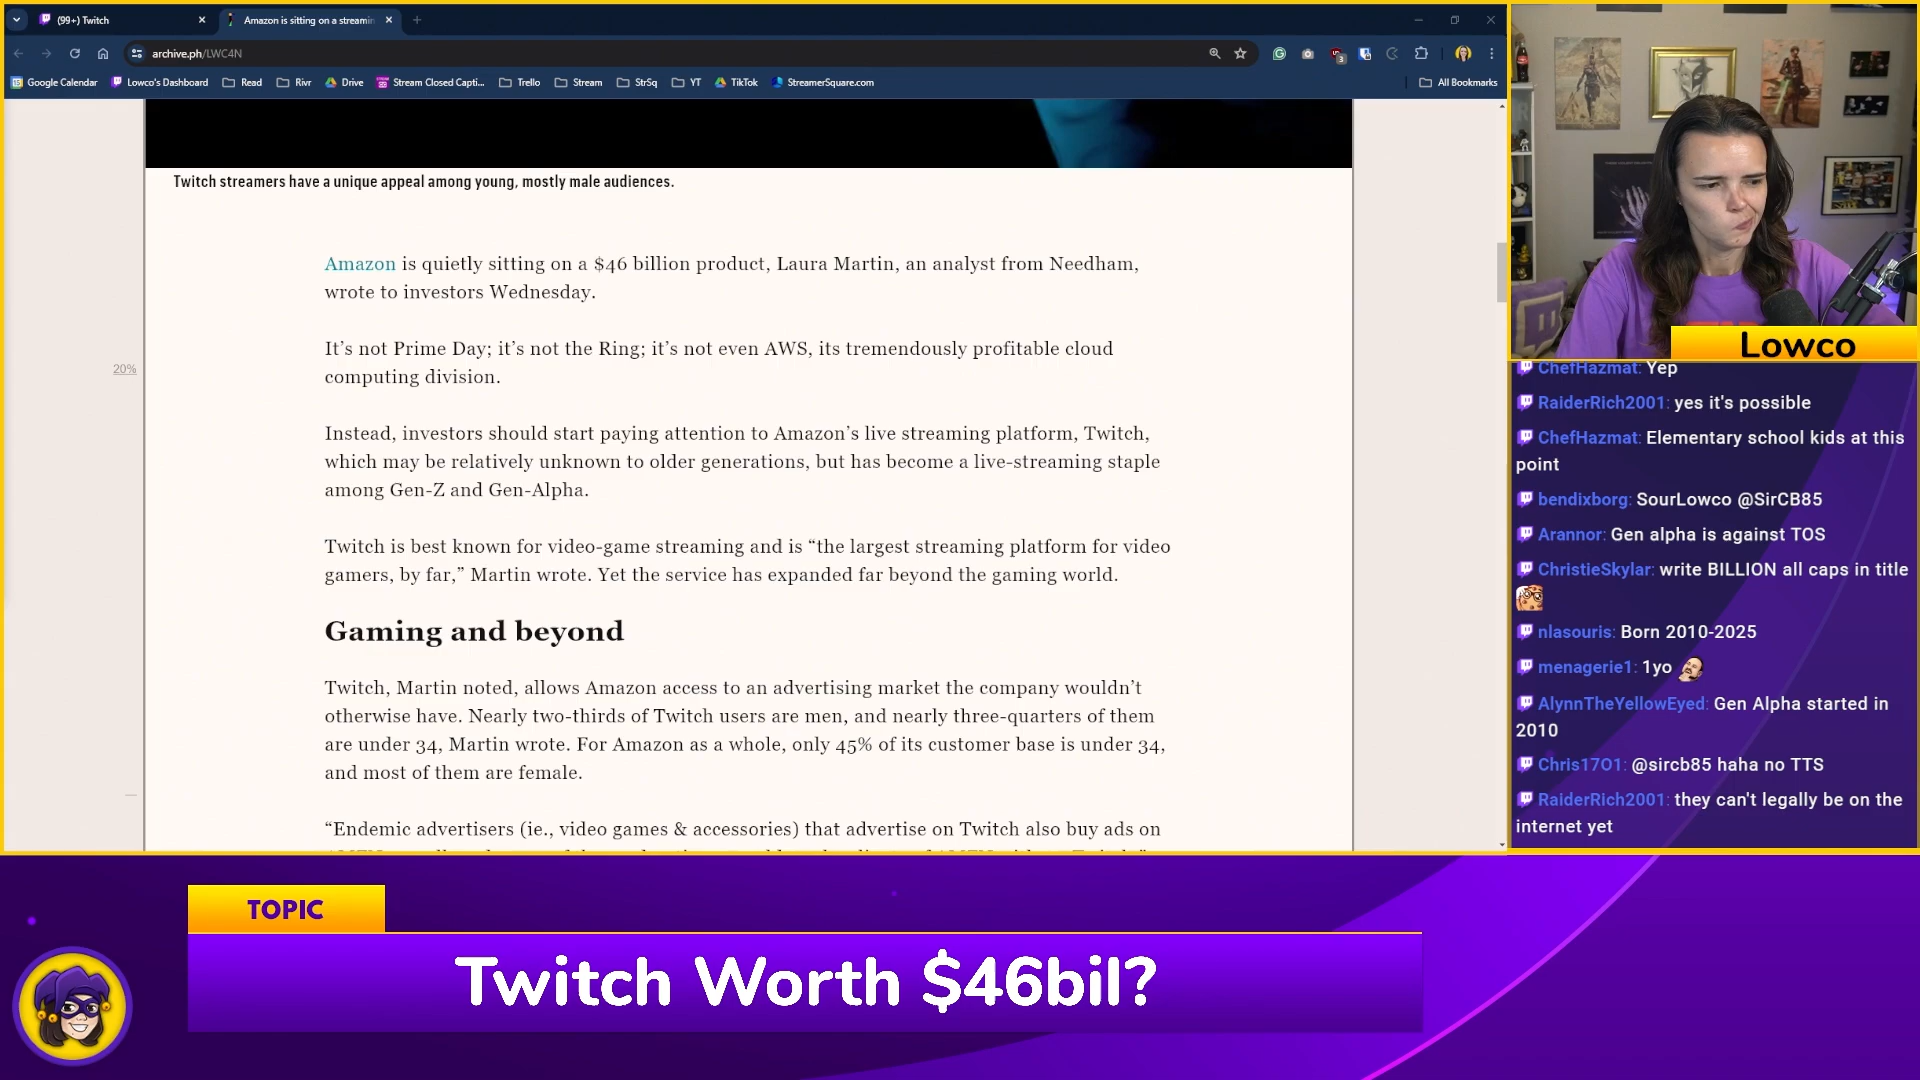 (99+) Twitch
Amazon is sitting on a streamin
archive.ph/LWC4N
Google Calendar
Lowco's Dashboard
Read
Rivr
Drive
Stream Closed Capti...
Trello
Stream
StrSq
YT
TikTok
StreamerSquare.com
All Bookmarks
Twitch streamers have a unique appeal among young, mostly male audiences.
Amazon is quietly sitting on a $46 billion product, Laura Martin, an analyst from Needham,
wrote to investors Wednesday.
It's not Prime Day; it's not the Ring; it's not even AWS, its tremendously profitable cloud
computing division.
20%
Instead, investors should start paying attention to Amazon's live streaming platform, Twitch,
which may be relatively unknown to older generations, but has become a live-streaming staple
among Gen-Z and Gen-Alpha.
Twitch is best known for video-game streaming and is “the largest streaming platform for video
gamers, by far,” Martin wrote. Yet the service has expanded far beyond the gaming world.
Gaming and beyond
Twitch, Martin noted, allows Amazon access to an advertising market the company wouldn't
otherwise have. Nearly two-thirds of Twitch users are men, and nearly three-quarters of them
are under 34, Martin wrote. For Amazon as a whole, only 45% of its customer base is under 34,
and most of them are female.
“Endemic advertisers (ie., video games & accessories) that advertise on Twitch also buy ads on
Lowco
ChefHazmat: Yep
RaiderRich2001: yes it's possible
ChefHazmat: Elementary school kids at this
point
bendixborg: SourLowco @SirCB85
Arannor: Gen alpha is against TOS
ChristieSkylar: write BILLION all caps in title
nlasouris: Born 2010-2025
menagerie1: 1yo
AlynnTheYellowEyed: Gen Alpha started in
2010
Chris17O1: @sircb85 haha no TTS
RaiderRich2001: they can't legally be on the
internet yet
TOPIC
Twitch Worth $46bil?